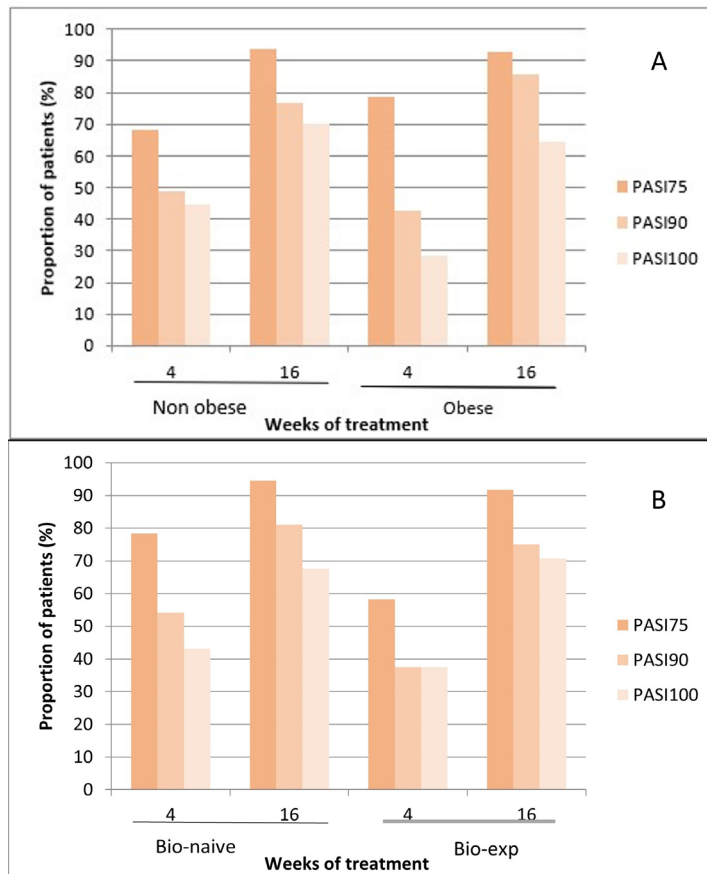 A
Proportion of patients (%)
100
90
80
70
60
50
40
30
20
10
0
4 16 4 16
Non obese Obese
Weeks of treatment
PASI75
PASI90
PASI100
B
Proportion of patients (%)
100
90
80
70
60
50
40
30
20
10
0
4 16 4 16
Bio-naive Bio-exp
Weeks of treatment
PASI75
PASI90
PASI100